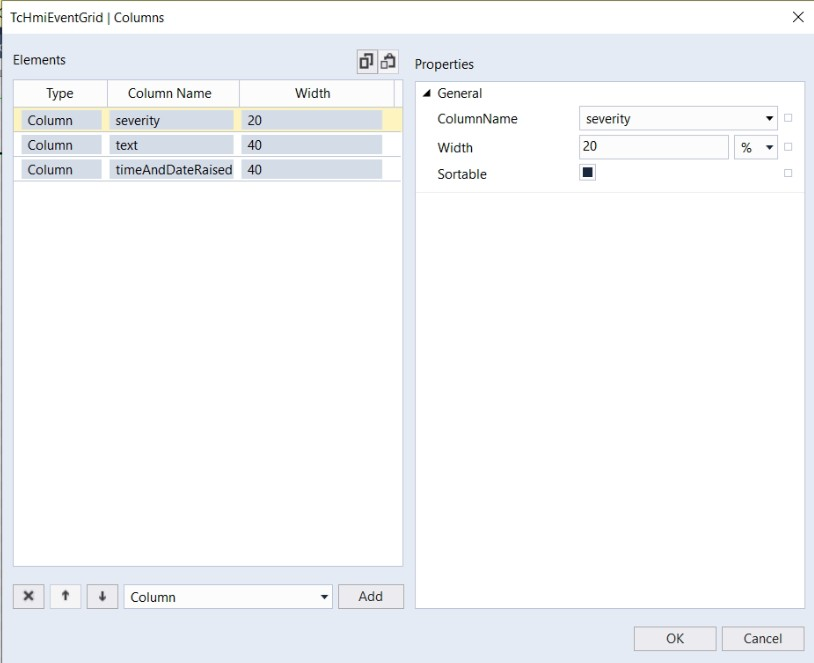 TcHmiEventGrid | Columns
Elements
Type Column Name Width
Column severity 20
Column text 40
Column timeAndDateRaised 40
Column Add
Properties
General
ColumnName severity
Width 20 %
Sortable
OK Cancel